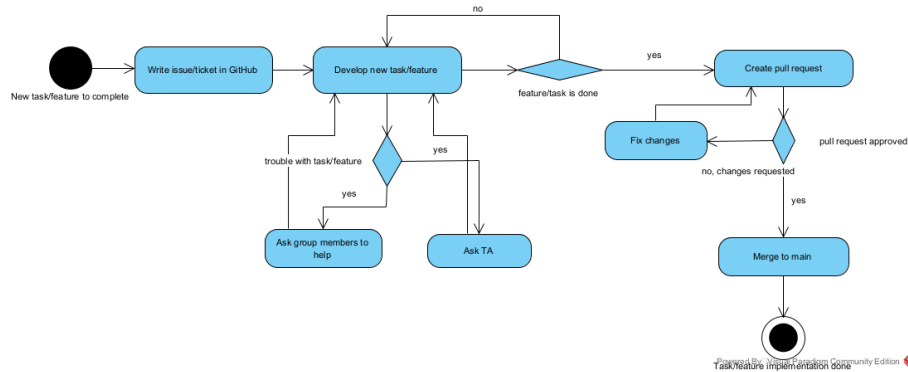 no
Write issue/ticket in GitHub
Develop new task/feature
yes
Create pull request
New task/feature to complete
feature/task is done
trouble with task/feature
yes
Fix changes
pull request approved
no, changes requested
yes
yes
Ask group members to
help
Ask TA
Merge to main
Powered By: Visual Paradigm Community Edition
Task/feature implementation done